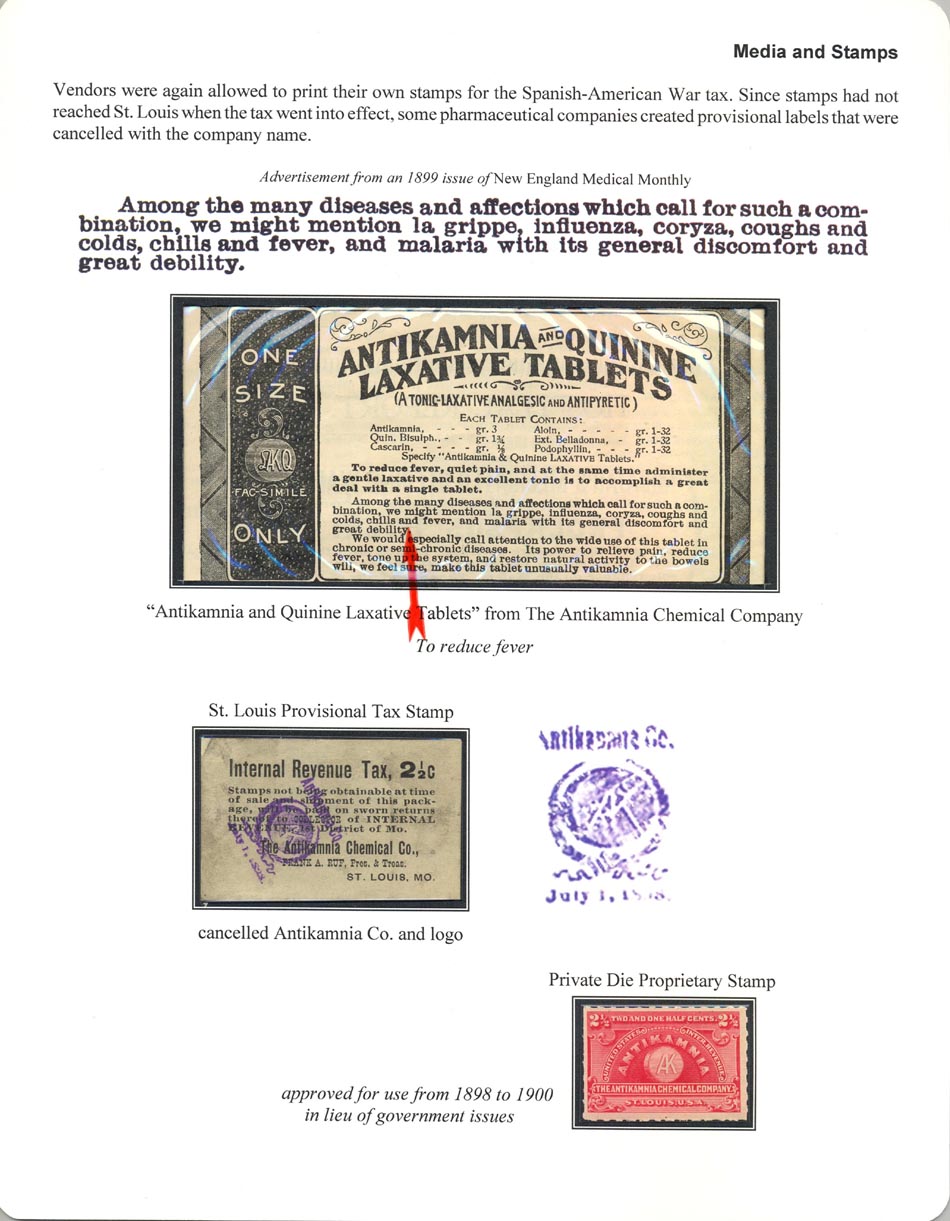 Media and Stamps
Vendors were again allowed to print their own stamps for the Spanish-American War tax. Since stamps had not
reached St. Louis when the tax went into effect, some pharmaceutical companies created provisional labels that were
cancelled with the company name.
Advertisement from an 1899 issue of New England Medical Monthly
Among the many diseases and affections which call for such a com-
bination, we might mention la grippe, influenza, coryza, coughs and
colds, chills and fever, and malaria with its general discomfort and
great debility.
ONE
SIZE
AKQ
FAC-SIMILE
ONLY
ANTIKAMNIA AND QUININE
LAXATIVE TABLETS
(A TONIC-LAXATIVE ANALGESIC AND ANTIPYRETIC)
EACH TABLET CONTAINS:
Antikamnia, - - - gr. 3 Aloin, - - - - - gr. 1-32
Quin. Bisulph., - - gr. 1¾ Ext. Belladonna, - gr. 1-32
Cascarin, - - - - gr. ½ Podophyllin, - - - gr. 1-32
Specify "Antikamnia & Quinine LAXATIVE Tablets."
To reduce fever, quiet pain, and at the same time administer
a gentle laxative and an excellent tonic is to accomplish a great
deal with a single tablet.
Among the many diseases and affections which call for such a com-
bination, we might mention la grippe, influenza, coryza, coughs and
colds, chills and fever, and malaria with its general discomfort and
great debility.
We would especially call attention to the wide use of this tablet in
chronic or semi-chronic diseases. Its power to relieve pain, reduce
fever, tone up the system, and restore natural activity to the bowels
will, we feel sure, make this tablet unusually valuable.
"Antikamnia and Quinine Laxative Tablets" from The Antikamnia Chemical Company
To reduce fever
St. Louis Provisional Tax Stamp
Internal Revenue Tax, 2½c
Stamps not being obtainable at time
of sale and shipment of this pack-
age, will be paid on sworn returns
thereof to COLLECTOR of INTERNAL
REVENUE, 1st District of Mo.
The Antikamnia Chemical Co.,
FRANK A. RUF, Pres. & Treas.
ST. LOUIS, MO.
Antikamnia Co.
July 1, 1898.
cancelled Antikamnia Co. and logo
Private Die Proprietary Stamp
2½ TWO AND ONE HALF CENTS. 2½
UNITED STATES INTER. REVENUE
ANTIKAMNIA
AK
THE ANTIKAMNIA CHEMICAL COMPANY.
ST. LOUIS, U.S.A.
approved for use from 1898 to 1900
in lieu of government issues